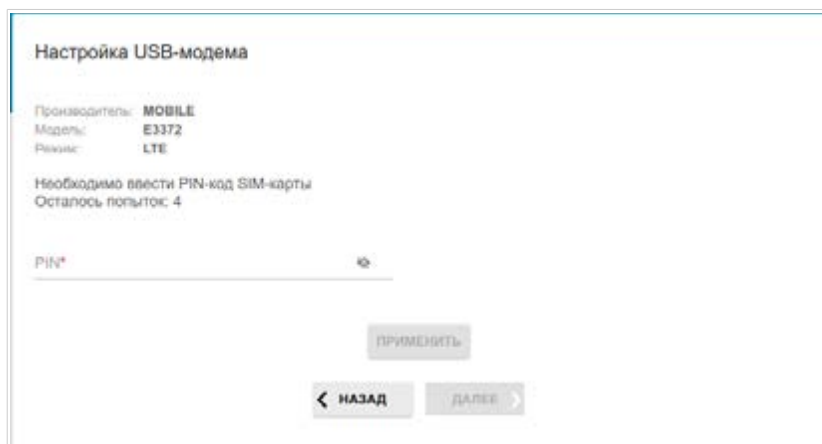 Настройка USB-модема
Производитель: MOBILE
Модель: E3372
Режим: LTE
Необходимо ввести PIN-код SIM-карты
Осталось попыток: 4
PIN*
ПРИМЕНИТЬ
НАЗАД
ДАЛЕЕ